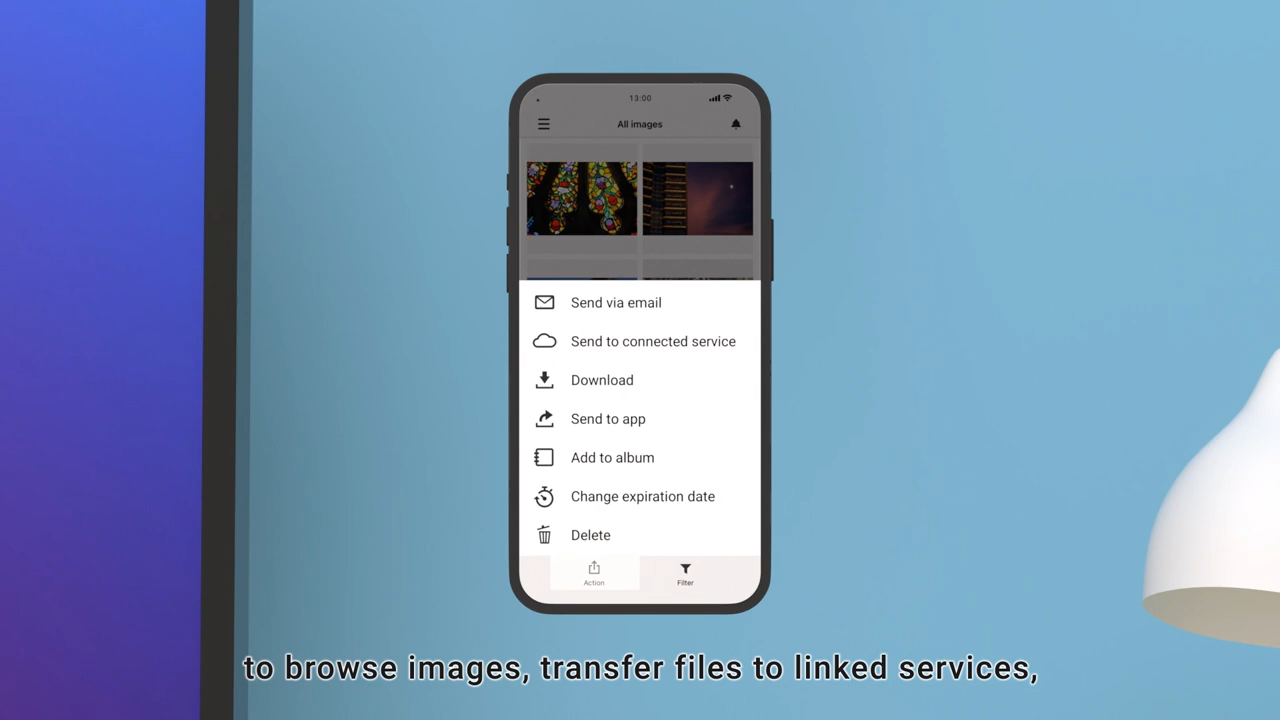 13:00
All images
Send via email
Send to connected service
Download
Send to app
Add to album
Change expiration date
Delete
Action
Filter
to browse images, transfer files to linked services,